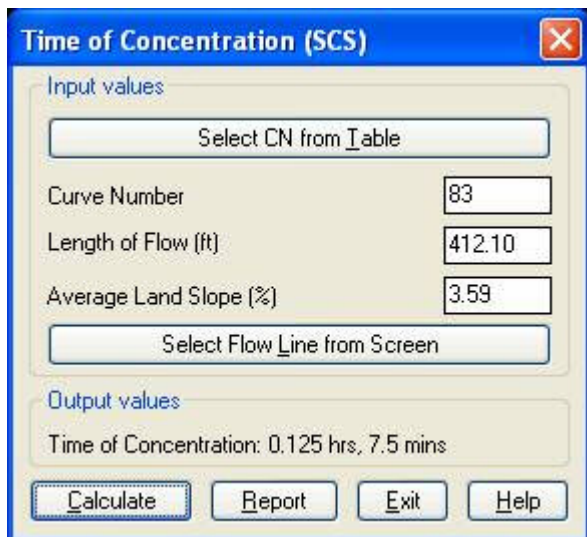 Time of Concentration (SCS)
Input values
Select CN from Table
Curve Number 83
Length of Flow (ft) 412.10
Average Land Slope (%) 3.59
Select Flow Line from Screen
Output values
Time of Concentration: 0.125 hrs, 7.5 mins
Calculate Report Exit Help